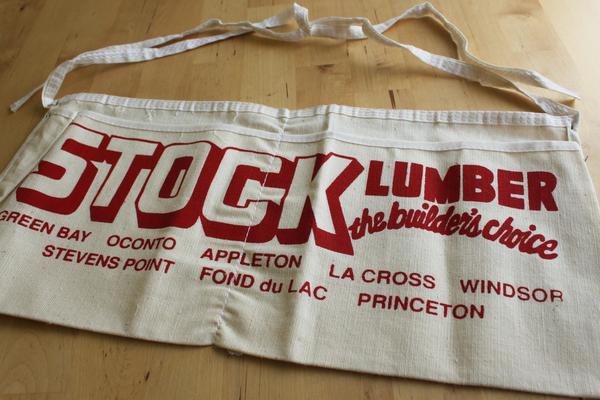 STOCK LUMBER
the builder's choice
GREEN BAY OCONTO APPLETON LA CROSS WINDSOR
STEVENS POINT FOND du LAC PRINCETON